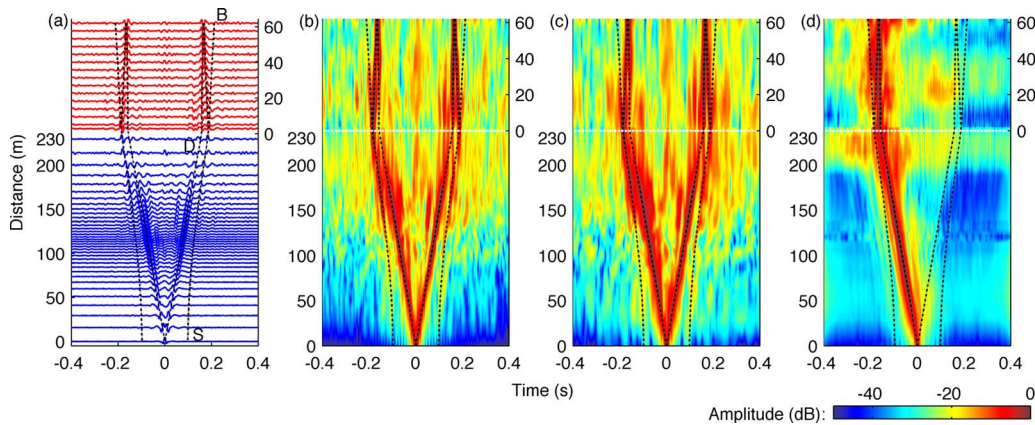 (a) B (b) (c) (d)
60 60 60 60
40 40 40 40
20 20 20 20
0 0 0 0
230 230 230 230
D
200 200 200 200
150 150 150 150
Distance (m)
100 100 100 100
50 50 50 50
S
0 0 0 0
-0.4 -0.2 0 0.2 0.4 -0.4 -0.2 0 0.2 0.4 -0.4 -0.2 0 0.2 0.4 -0.4 -0.2 0 0.2 0.4
Time (s)
-40 -20 0
Amplitude (dB):